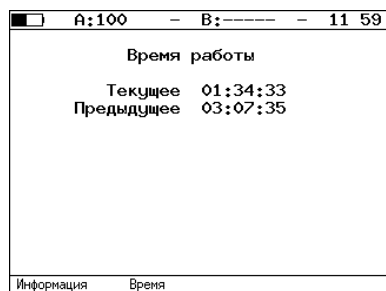 A:100 – B:----- – 11 59
Время работы
Текущее 01:34:33
Предыдущее 03:07:35
Информация Время